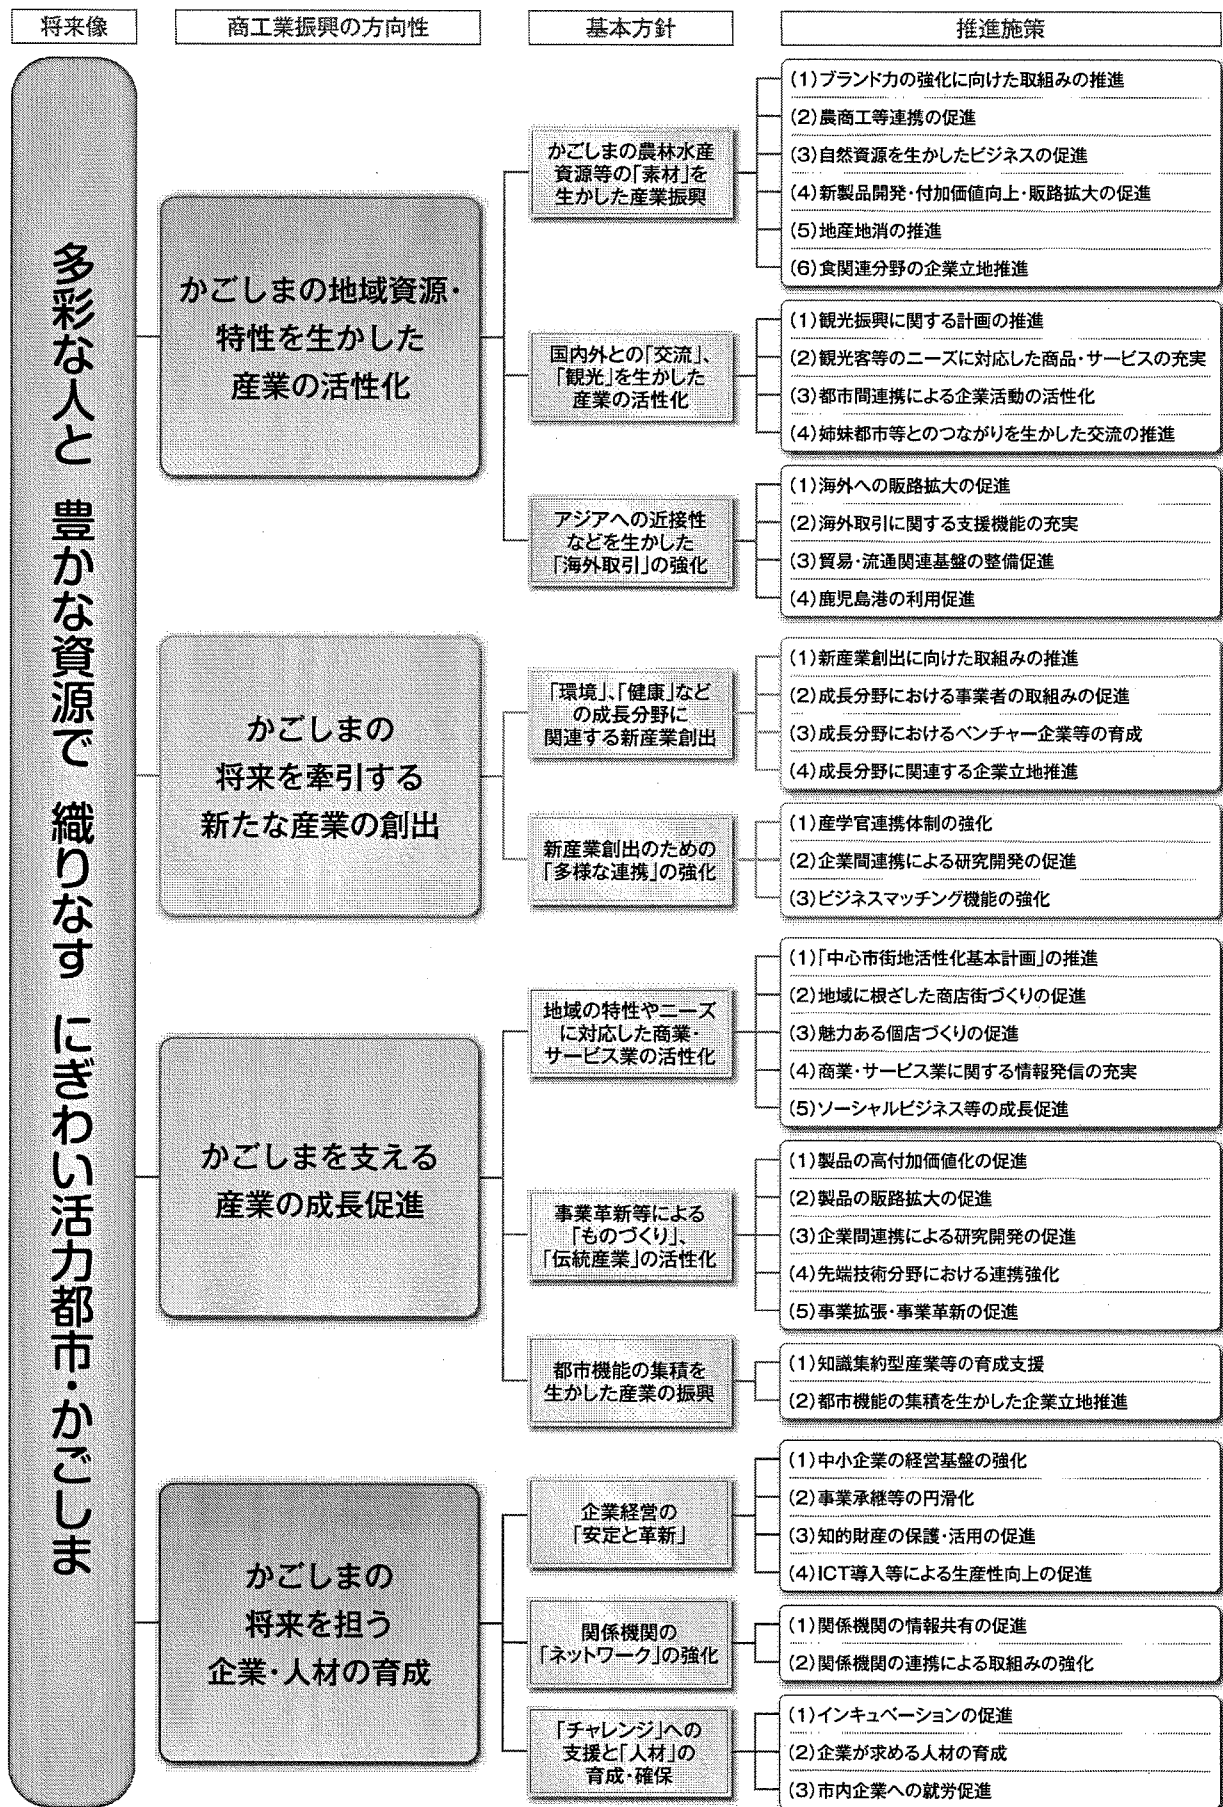 将来像
商工業振興の方向性
基本方針
推進施策
多彩な人と 豊かな資源で 織りなす にぎわい活力都市・かごしま
かごしまの地域資源・
特性を生かした
産業の活性化
かごしまの農林水産
資源等の「素材」を
生かした産業振興
(1)ブランド力の強化に向けた取組みの推進
(2)農商工等連携の促進
(3)自然資源を生かしたビジネスの促進
(4)新製品開発・付加価値向上・販路拡大の促進
(5)地産地消の推進
(6)食関連分野の企業立地推進
国内外との「交流」、
「観光」を生かした
産業の活性化
(1)観光振興に関する計画の推進
(2)観光客等のニーズに対応した商品・サービスの充実
(3)都市間連携による企業活動の活性化
(4)姉妹都市等とのつながりを生かした交流の推進
アジアへの近接性
などを生かした
「海外取引」の強化
(1)海外への販路拡大の促進
(2)海外取引に関する支援機能の充実
(3)貿易・流通関連基盤の整備促進
(4)鹿児島港の利用促進
かごしまの
将来を牽引する
新たな産業の創出
「環境」、「健康」など
の成長分野に
関連する新産業創出
(1)新産業創出に向けた取組みの推進
(2)成長分野における事業者の取組みの促進
(3)成長分野におけるベンチャー企業等の育成
(4)成長分野に関連する企業立地推進
新産業創出のための
「多様な連携」の強化
(1)産学官連携体制の強化
(2)企業間連携による研究開発の促進
(3)ビジネスマッチング機能の強化
かごしまを支える
産業の成長促進
地域の特性やニーズ
に対応した商業・
サービス業の活性化
(1)「中心市街地活性化基本計画」の推進
(2)地域に根ざした商店街づくりの促進
(3)魅力ある個店づくりの促進
(4)商業・サービス業に関する情報発信の充実
(5)ソーシャルビジネス等の成長促進
事業革新等による
「ものづくり」、
「伝統産業」の活性化
(1)製品の高付加価値化の促進
(2)製品の販路拡大の促進
(3)企業間連携による研究開発の促進
(4)先端技術分野における連携強化
(5)事業拡張・事業革新の促進
都市機能の集積を
生かした産業の振興
(1)知識集約型産業等の育成支援
(2)都市機能の集積を生かした企業立地推進
かごしまの
将来を担う
企業・人材の育成
企業経営の
「安定と革新」
(1)中小企業の経営基盤の強化
(2)事業承継等の円滑化
(3)知的財産の保護・活用の促進
(4)ICT導入等による生産性向上の促進
関係機関の
「ネットワーク」の強化
(1)関係機関の情報共有の促進
(2)関係機関の連携による取組みの強化
「チャレンジ」への
支援と「人材」の
育成・確保
(1)インキュベーションの促進
(2)企業が求める人材の育成
(3)市内企業への就労促進